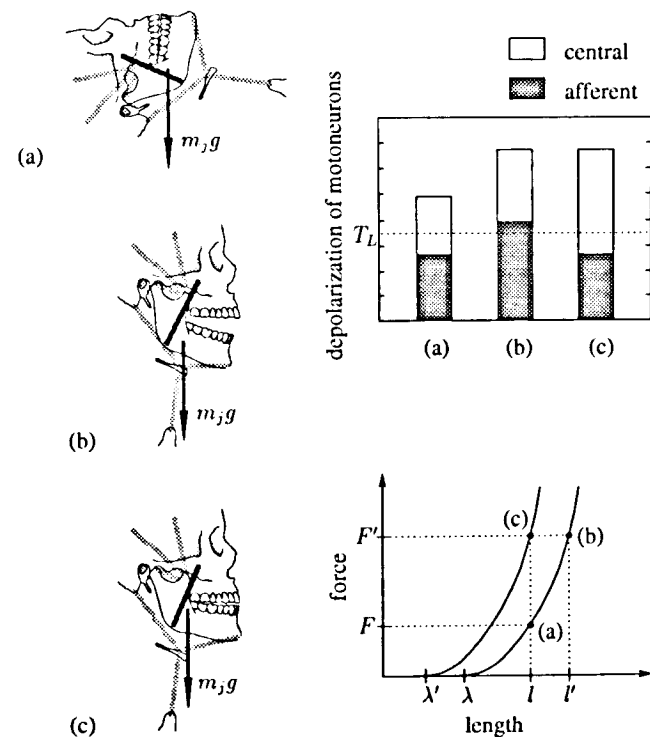 (a)
m_j g
(b)
m_j g
(c)
m_j g
central
afferent
depolarization of motoneurons
T_L
(a) (b) (c)
force
F'
F
(c)
(b)
(a)
λ' λ l l'
length